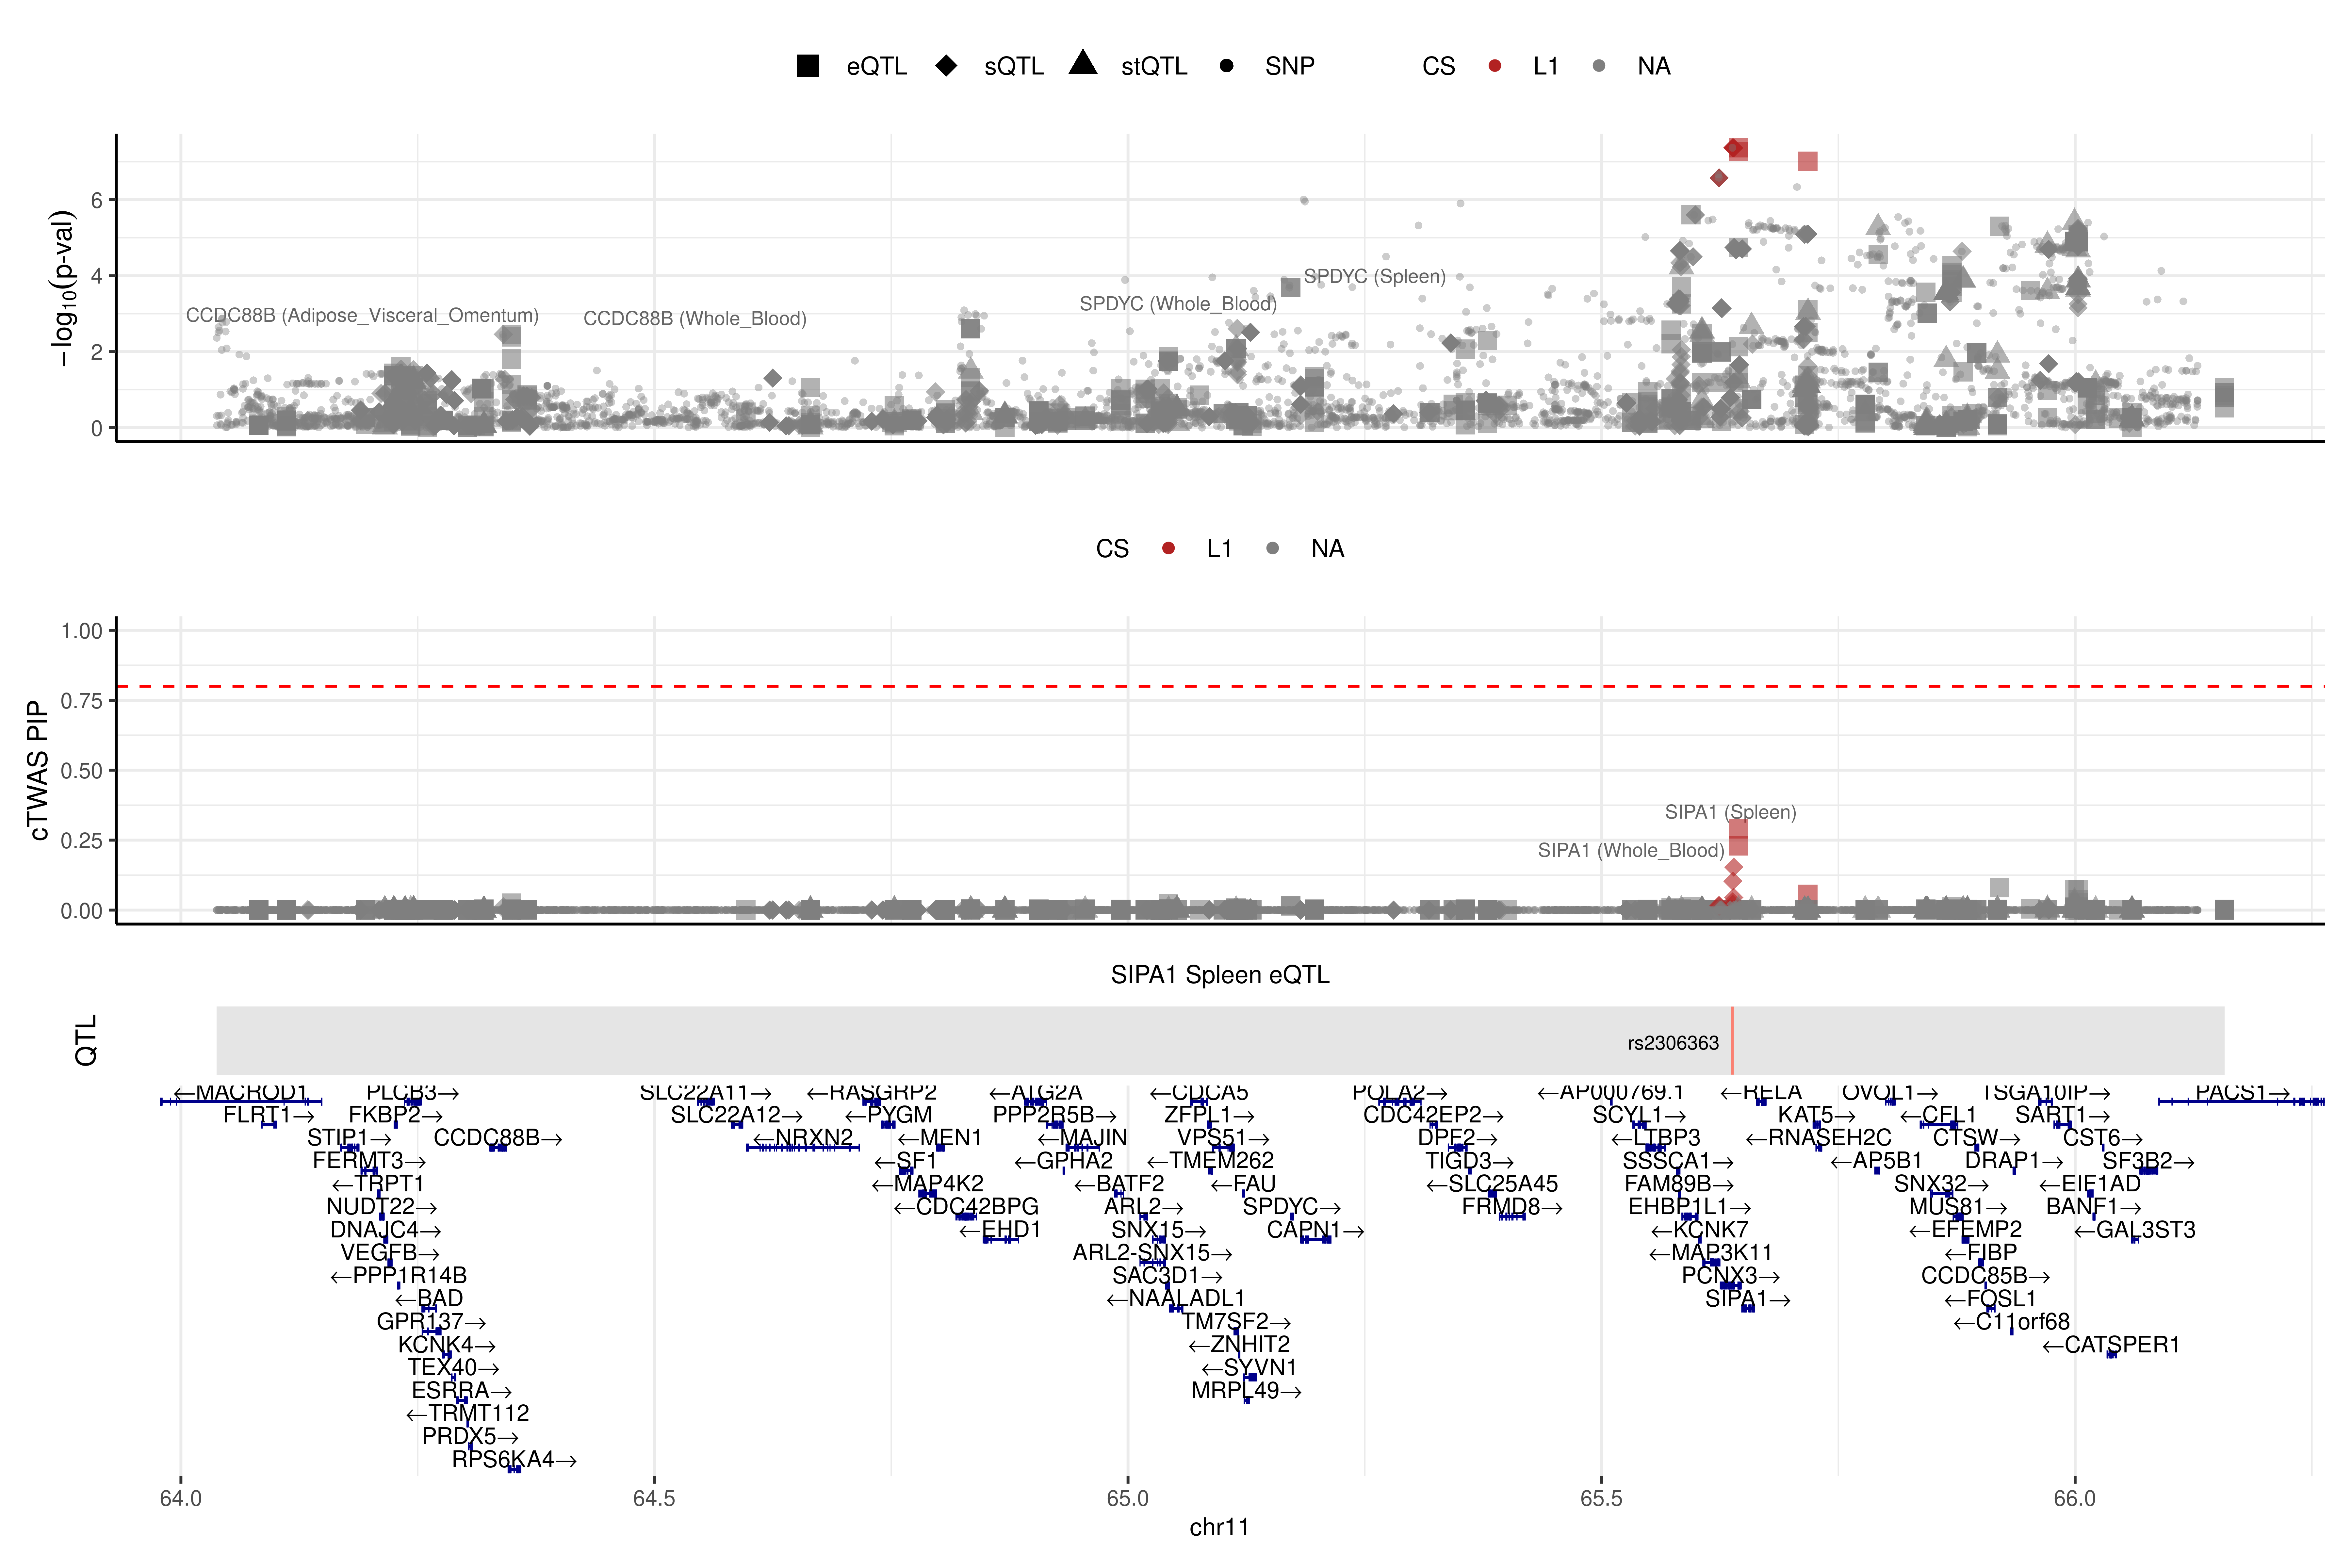 eQTL sQTL stQTL SNP CS L1 NA
−log10(p-val)
6
4
2
0
CCDC88B (Adipose_Visceral_Omentum)
CCDC88B (Whole_Blood)
SPDYC (Whole_Blood)
SPDYC (Spleen)
CS L1 NA
cTWAS PIP
1.00
0.75
0.50
0.25
0.00
SIPA1 (Spleen)
SIPA1 (Whole_Blood)
SIPA1 Spleen eQTL
QTL
rs2306363
←MACROD1 PLCB3→ SLC22A11→ ←RASGRP2 ←ATG2A ←CDCA5 POLA2→ ←AP000769.1 ←RELA OVOL1→ TSGA10IP→ PACS1→
FLRT1→ FKBP2→ SLC22A12→ ←PYGM PPP2R5B→ ZFPL1→ CDC42EP2→ SCYL1→ KAT5→ ←CFL1 SART1→
STIP1→ CCDC88B→ ←NRXN2 ←MEN1 ←MAJIN VPS51→ DPF2→ ←LTBP3 ←RNASEH2C CTSW→ CST6→
FERMT3→ ←SF1 ←GPHA2 ←TMEM262 TIGD3→ SSSCA1→ ←AP5B1 DRAP1→ SF3B2→
←TRPT1 ←MAP4K2 ←BATF2 ←FAU ←SLC25A45 FAM89B→ SNX32→ ←EIF1AD
NUDT22→ ←CDC42BPG ARL2→ SPDYC→ FRMD8→ EHBP1L1→ MUS81→ BANF1→
DNAJC4→ ←EHD1 SNX15→ CAPN1→ ←KCNK7 ←EFEMP2 ←GAL3ST3
VEGFB→ ARL2-SNX15→ ←MAP3K11 ←FIBP
←PPP1R14B SAC3D1→ PCNX3→ CCDC85B→
←BAD ←NAALADL1 SIPA1→ ←FOSL1
GPR137→ TM7SF2→ ←C11orf68
KCNK4→ ←ZNHIT2 ←CATSPER1
TEX40→ ←SYVN1
ESRRA→ MRPL49→
←TRMT112
PRDX5→
RPS6KA4→
64.0 64.5 65.0 65.5 66.0
chr11